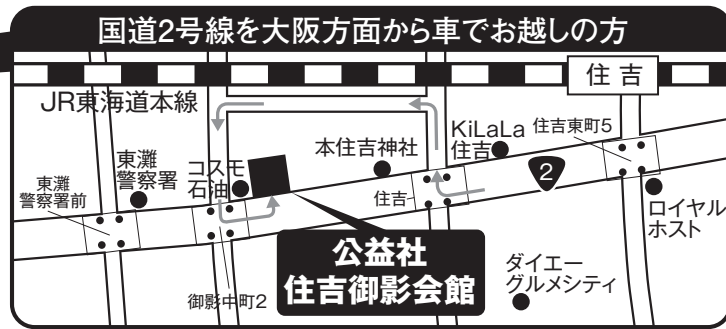 国道2号線を大阪方面から車でお越しの方
住吉
JR東海道本線
KiLaLa
住吉
住吉東町5
本住吉神社
東灘
警察署
コスモ
石油
東灘
警察署前
住吉
2
ロイヤル
ホスト
公益社
住吉御影会館
ダイエー
グルメシティ
御影中町2